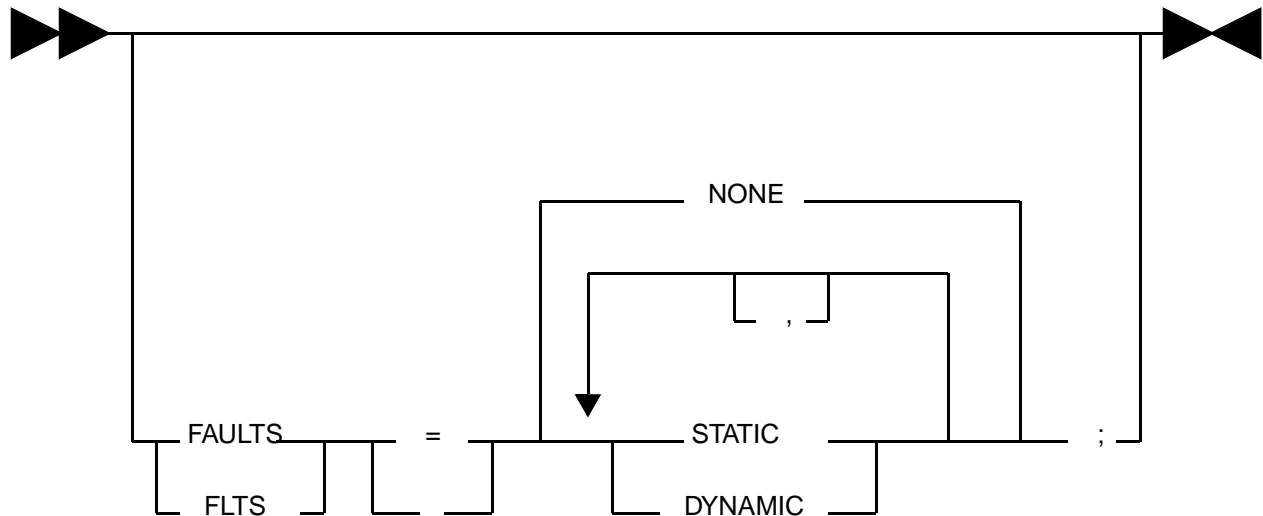 NONE
,
FAULTS = STATIC ;
FLTS DYNAMIC